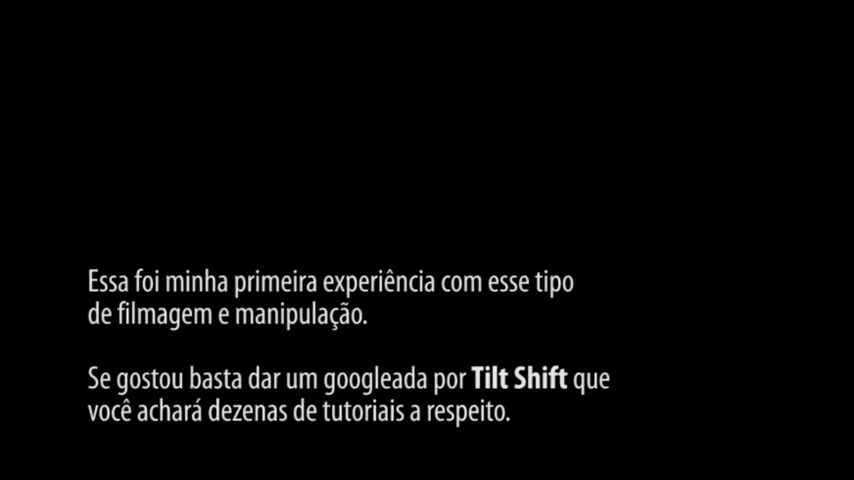 Essa foi minha primeira experiência com esse tipo
de filmagem e manipulação.
Se gostou basta dar um googleada por Tilt Shift que
você achará dezenas de tutoriais a respeito.